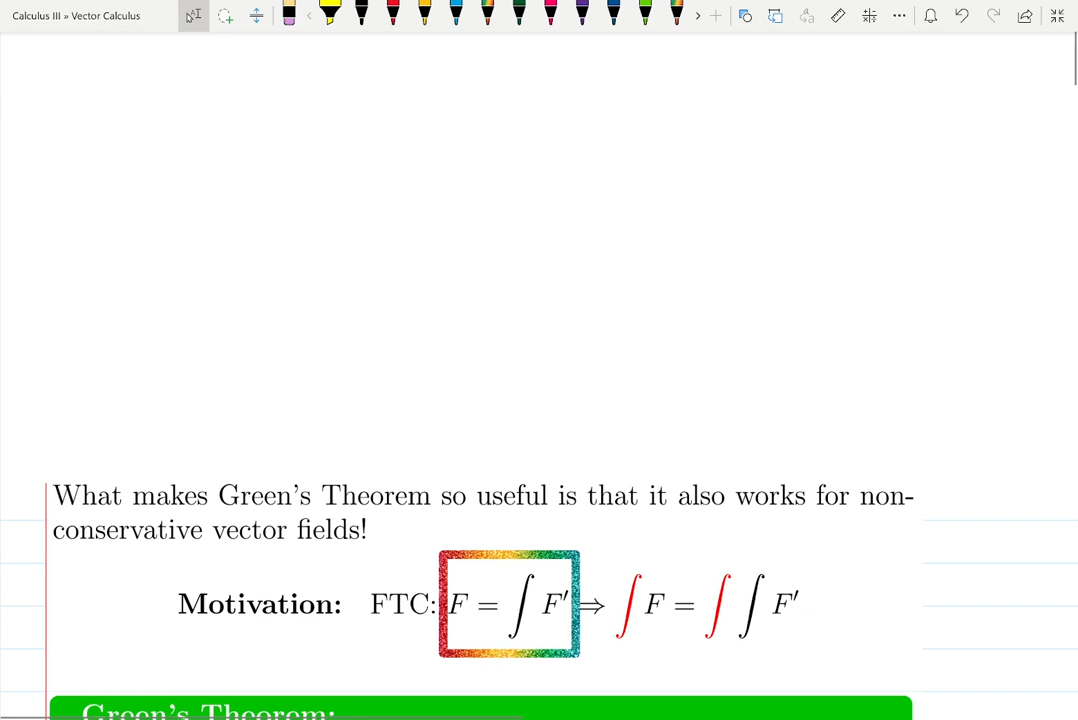 Calculus III » Vector Calculus
What makes Green's Theorem so useful is that it also works for non-
conservative vector fields!
Motivation: FTC: F = ∫ F′ ⇒ ∫ F = ∫ ∫ F′
Green's Theorem: